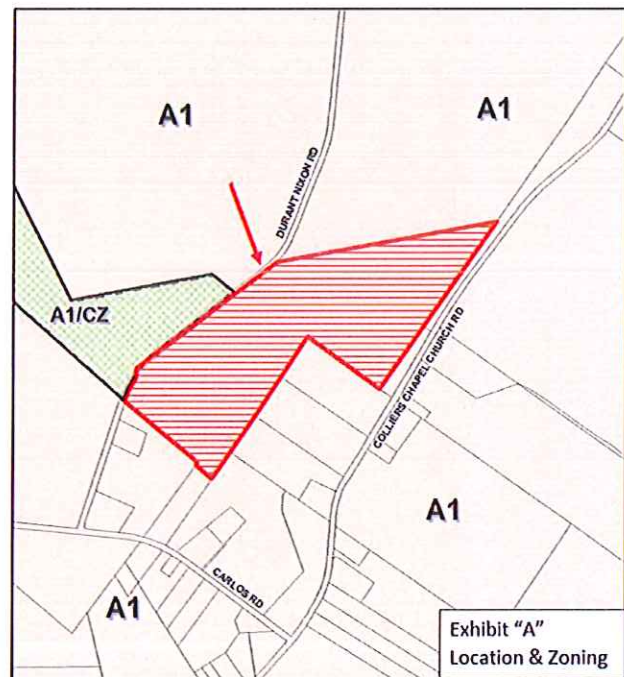 A1
A1
DURANT NIXON RD
A1/CZ
COLLIERS CHAPEL CHURCH RD
A1
CARLOS RD
A1
Exhibit "A"
Location & Zoning